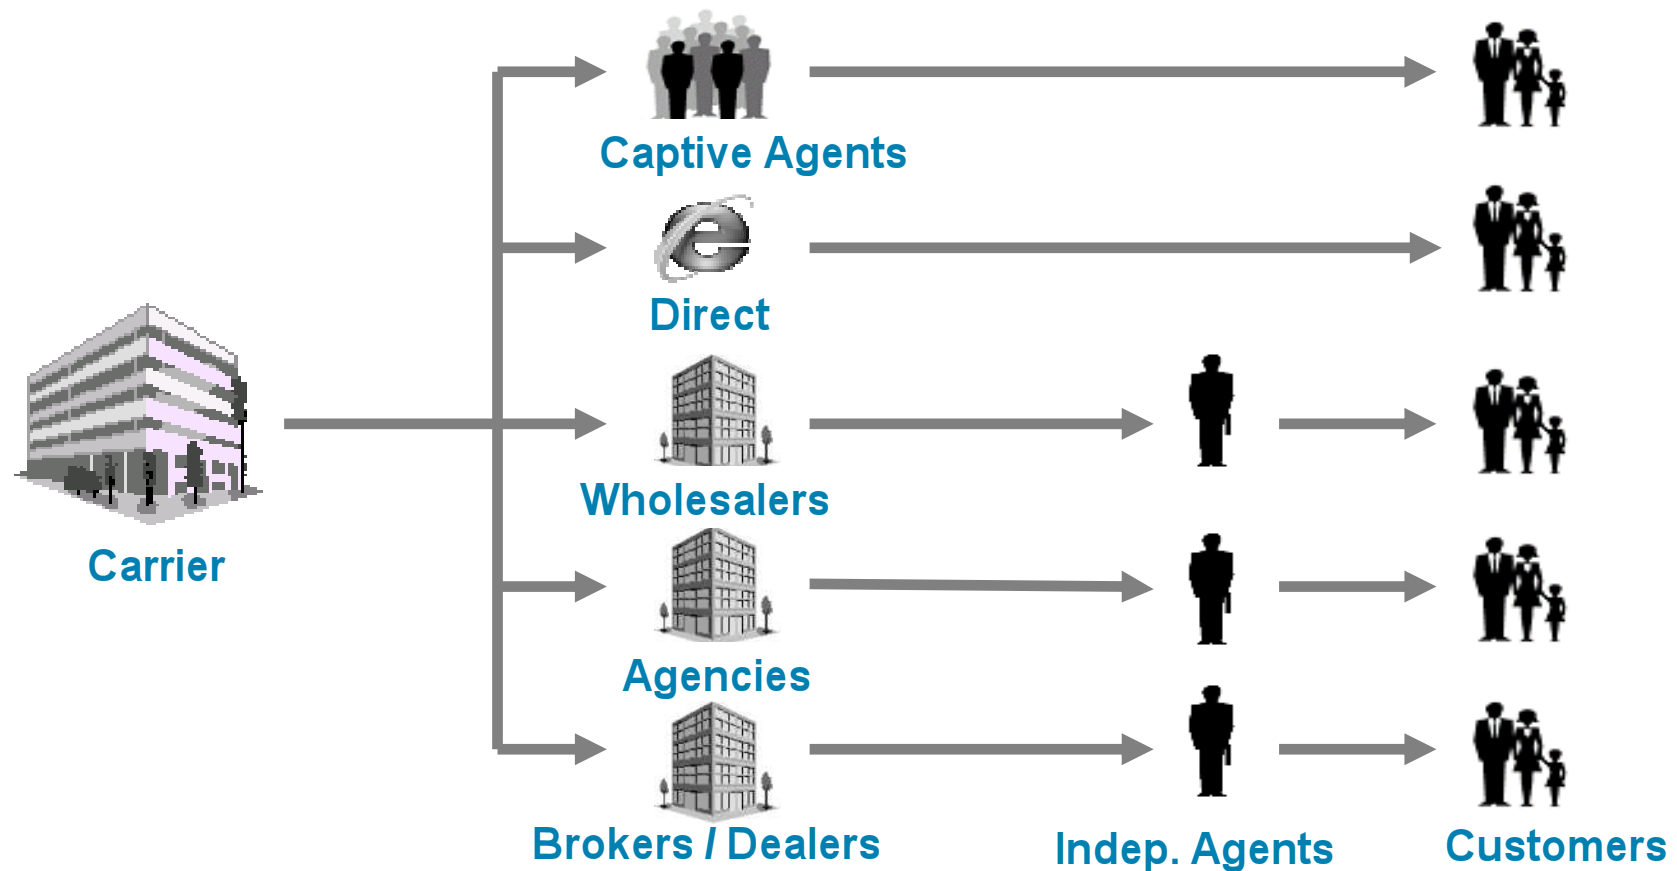 Captive Agents
Direct
Wholesalers
Carrier
Agencies
Brokers / Dealers
Indep. Agents
Customers